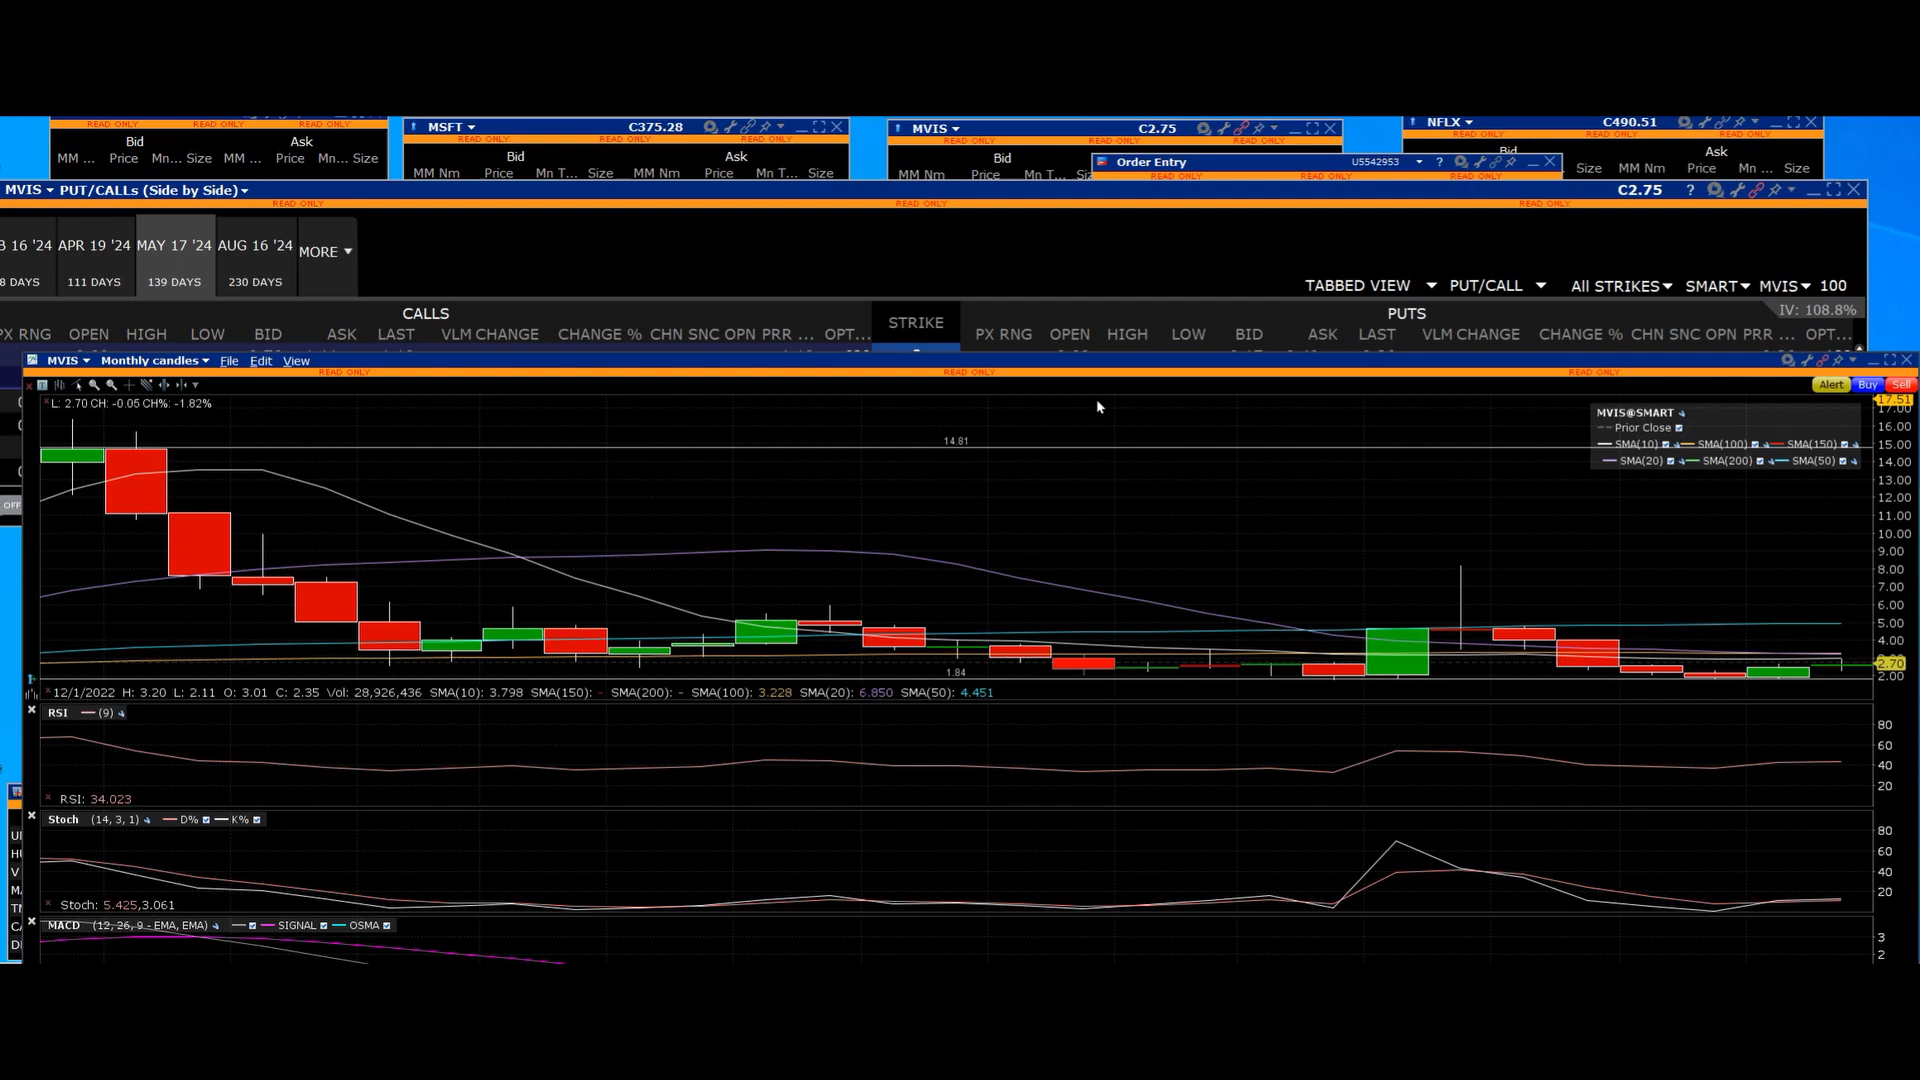 READ ONLY READ ONLY READ ONLY
Bid Ask
MM ... Price Mn... Size MM ... Price Mn... Size
MSFT C375.28
READ ONLY READ ONLY READ ONLY
Bid Ask
MM Nm Price Mn T... Size MM Nm Price Mn T... Size
MVIS C2.75
READ ONLY READ ONLY READ ONLY
Bid
MM Nm Price Mn T...
Order Entry U5542953 ?
READ ONLY READ ONLY READ ONLY
NFLX C490.51
READ ONLY READ ONLY READ ONLY
Bid Ask
Size MM Nm Price Mn ... Size
MVIS PUT/CALLs (Side by Side) C2.75 ?
READ ONLY READ ONLY READ ONLY
B 16 '24 APR 19 '24 MAY 17 '24 AUG 16 '24 MORE
8 DAYS 111 DAYS 139 DAYS 230 DAYS
TABBED VIEW PUT/CALL All STRIKES SMART MVIS 100
CALLS STRIKE PUTS IV: 108.8%
PX RNG OPEN HIGH LOW BID ASK LAST VLM CHANGE CHANGE % CHN SNC OPN PRR ... OPT... PX RNG OPEN HIGH LOW BID ASK LAST VLM CHANGE CHANGE % CHN SNC OPN PRR ... OPT...
MVIS Monthly candles File Edit View
READ ONLY READ ONLY READ ONLY
Alert Buy Sell
L: 2.70 CH: -0.05 CH%: -1.82%
MVIS@SMART
Prior Close
SMA(10) SMA(100) SMA(150)
SMA(20) SMA(200) SMA(50)
17.51
17.00
16.00
15.00
14.00
13.00
12.00
11.00
10.00
9.00
8.00
7.00
6.00
5.00
4.00
2.70
2.00
14.81
1.84
OFF
12/1/2022 H: 3.20 L: 2.11 O: 3.01 C: 2.35 Vol: 28,926,436 SMA(10): 3.798 SMA(150): - SMA(200): - SMA(100): 3.228 SMA(20): 6.850 SMA(50): 4.451
RSI (9)
80
60
40
20
RSI: 34.023
Stoch (14, 3, 1) D% K%
80
60
40
20
Stoch: 5.425,3.061
MACD (12, 26, 9 - EMA, EMA) SIGNAL OSMA
3
2